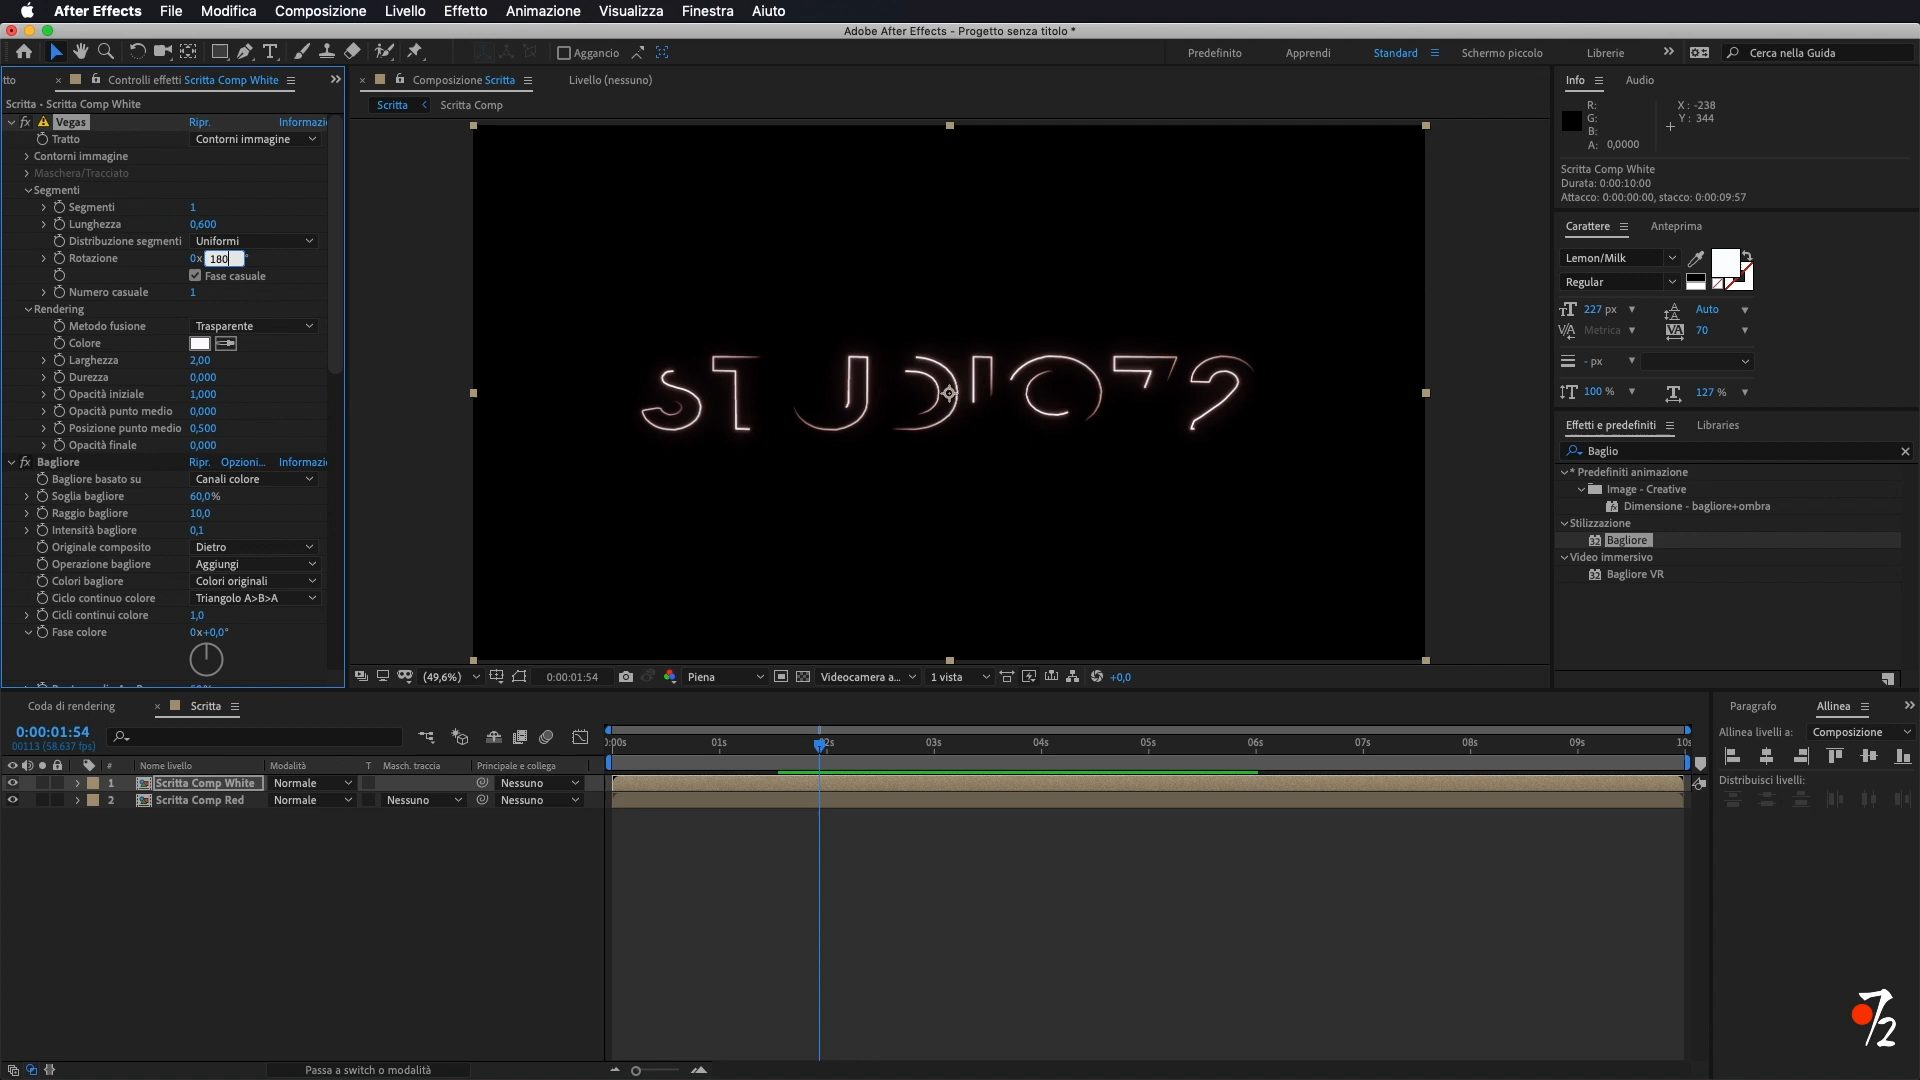 After Effects File Modifica Composizione Livello Effetto Animazione Visualizza Finestra Aiuto
Adobe After Effects - Progetto senza titolo *
Aggancio Predefinito Apprendi Standard Schermo piccolo Librerie Cerca nella Guida
tto Controlli effetti Scritta Comp White
Scritta - Scritta Comp White
fx Vegas Ripr. Informazi
Tratto Contorni immagine
Contorni immagine
Maschera/Tracciato
Segmenti
Segmenti 1
Lunghezza 0,600
Distribuzione segmenti Uniformi
Rotazione 0x 180 °
Fase casuale
Numero casuale 1
Rendering
Metodo fusione Trasparente
Colore
Larghezza 2,00
Durezza 0,000
Opacità iniziale 1,000
Opacità punto medio 0,000
Posizione punto medio 0,500
Opacità finale 0,000
fx Bagliore Ripr. Opzioni... Informazi
Bagliore basato su Canali colore
Soglia bagliore 60,0%
Raggio bagliore 10,0
Intensità bagliore 0,1
Originale composito Dietro
Operazione bagliore Aggiungi
Colori bagliore Colori originali
Ciclo continuo colore Triangolo A>B>A
Cicli continui colore 1,0
Fase colore 0x+0,0°
Composizione Scritta Livello (nessuno)
Scritta Scritta Comp
STUDIO72
(49,6%) 0:00:01:54 Piena Videocamera a... 1 vista +0,0
Info Audio
R: X : -238
G: Y : 344
B:
A: 0,0000
Scritta Comp White
Durata: 0:00:10:00
Attacco: 0:00:00:00, stacco: 0:00:09:57
Carattere Anteprima
Lemon/Milk
Regular
227 px Auto
Metrica 70
- px
100 % 127 %
Effetti e predefiniti Libraries
Baglio
* Predefiniti animazione
Image - Creative
Dimensione - bagliore+ombra
Stilizzazione
Bagliore
Video immersivo
Bagliore VR
Coda di rendering Scritta
0:00:01:54
00113 (58.637 fps)
# Nome livello Modalità T Masch. traccia Principale e collega
1 Scritta Comp White Normale Nessuno
2 Scritta Comp Red Normale Nessuno Nessuno
):00s 01s 2s 03s 04s 05s 06s 07s 08s 09s 10s
Passa a switch o modalità
Paragrafo Allinea
Allinea livelli a: Composizione
Distribuisci livelli:
72